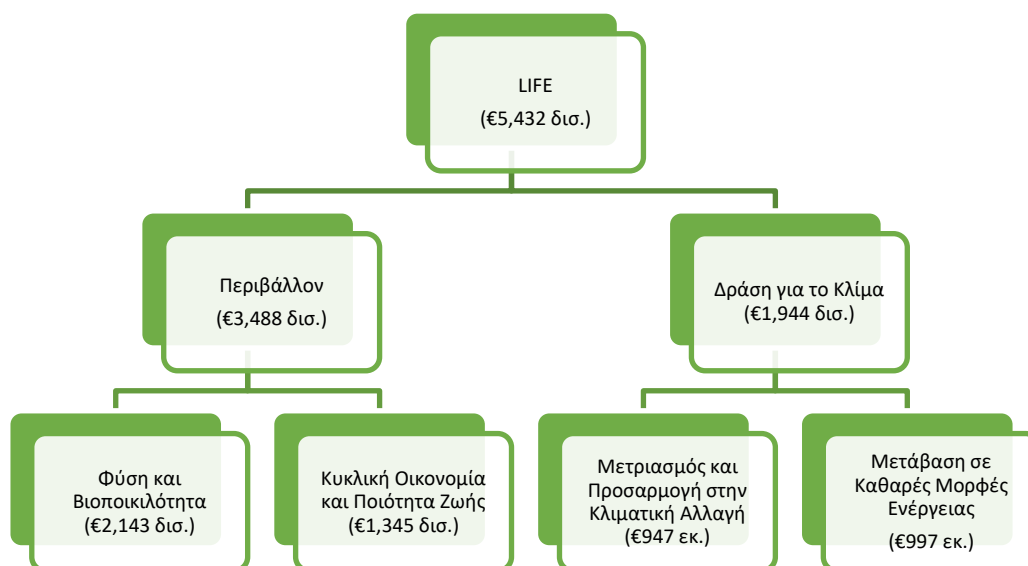 LIFE
(€5,432 δισ.)
Περιβάλλον
(€3,488 δισ.)
Δράση για το Κλίμα
(€1,944 δισ.)
Φύση και
Βιοποικιλότητα
(€2,143 δισ.)
Κυκλική Οικονομία
και Ποιότητα Ζωής
(€1,345 δισ.)
Μετριασμός και
Προσαρμογή στην
Κλιματική Αλλαγή
(€947 εκ.)
Μετάβαση σε
Καθαρές Μορφές
Ενέργειας
(€997 εκ.)